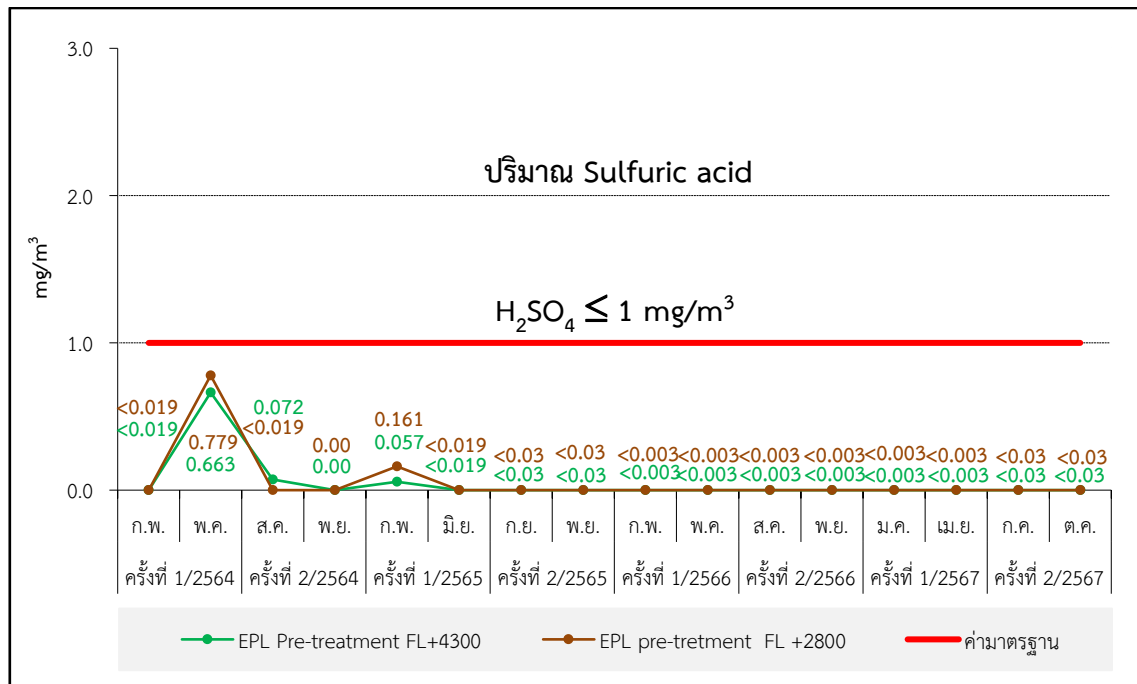 3.0
ปริมาณ Sulfuric acid
2.0
mg/m³
H₂SO₄ ≤ 1 mg/m³
1.0
<0.019 0.779 <0.019 0.00 0.161 <0.019 <0.03 <0.03 <0.003 <0.003 <0.003 <0.003 <0.003 <0.003 <0.03 <0.03
<0.019 0.663 0.072 0.00 0.057 <0.019 <0.03 <0.03 <0.003 <0.003 <0.003 <0.003 <0.003 <0.003 <0.03 <0.03
0.0
ก.พ. พ.ค. ส.ค. พ.ย. ก.พ. มิ.ย. ก.ย. พ.ย. ก.พ. พ.ค. ส.ค. พ.ย. ม.ค. เม.ย. ก.ค. ต.ค.
ครั้งที่ 1/2564 ครั้งที่ 2/2564 ครั้งที่ 1/2565 ครั้งที่ 2/2565 ครั้งที่ 1/2566 ครั้งที่ 2/2566 ครั้งที่ 1/2567 ครั้งที่ 2/2567
EPL Pre-treatment FL+4300 EPL pre-tretment FL +2800 ค่ามาตรฐาน